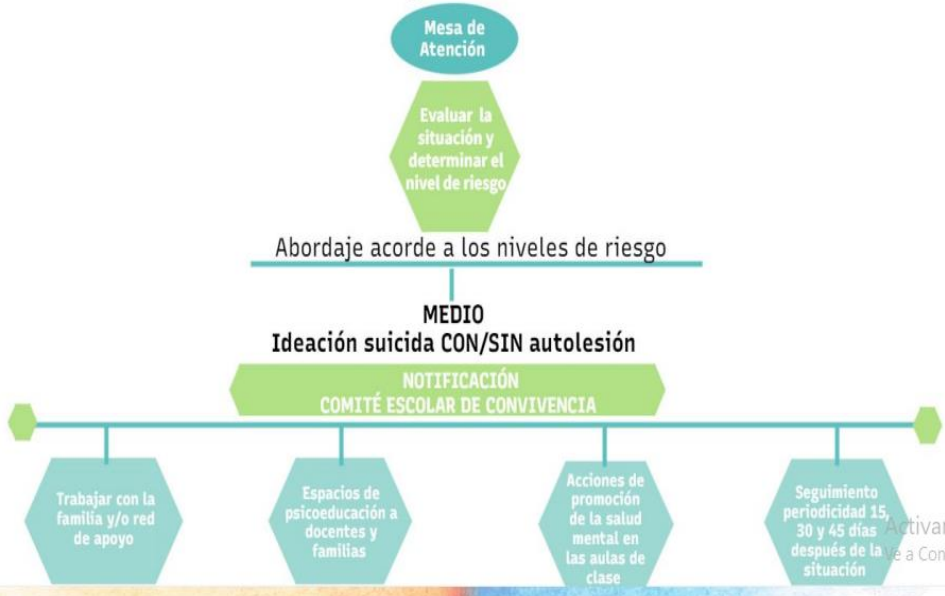 Mesa de
Atención
Evaluar la
situación y
determinar el
nivel de riesgo
Abordaje acorde a los niveles de riesgo
MEDIO
Ideación suicida CON/SIN autolesión
NOTIFICACIÓN
COMITÉ ESCOLAR DE CONVIVENCIA
Trabajar con la
familia y/o red
de apoyo
Espacios de
psicoeducación a
docentes y
familias
Acciones de
promoción
de la salud
mental en
las aulas de
clase
Seguimiento
periodicidad 15,
30 y 45 días
después de la
situación
Activar
Ve a Con